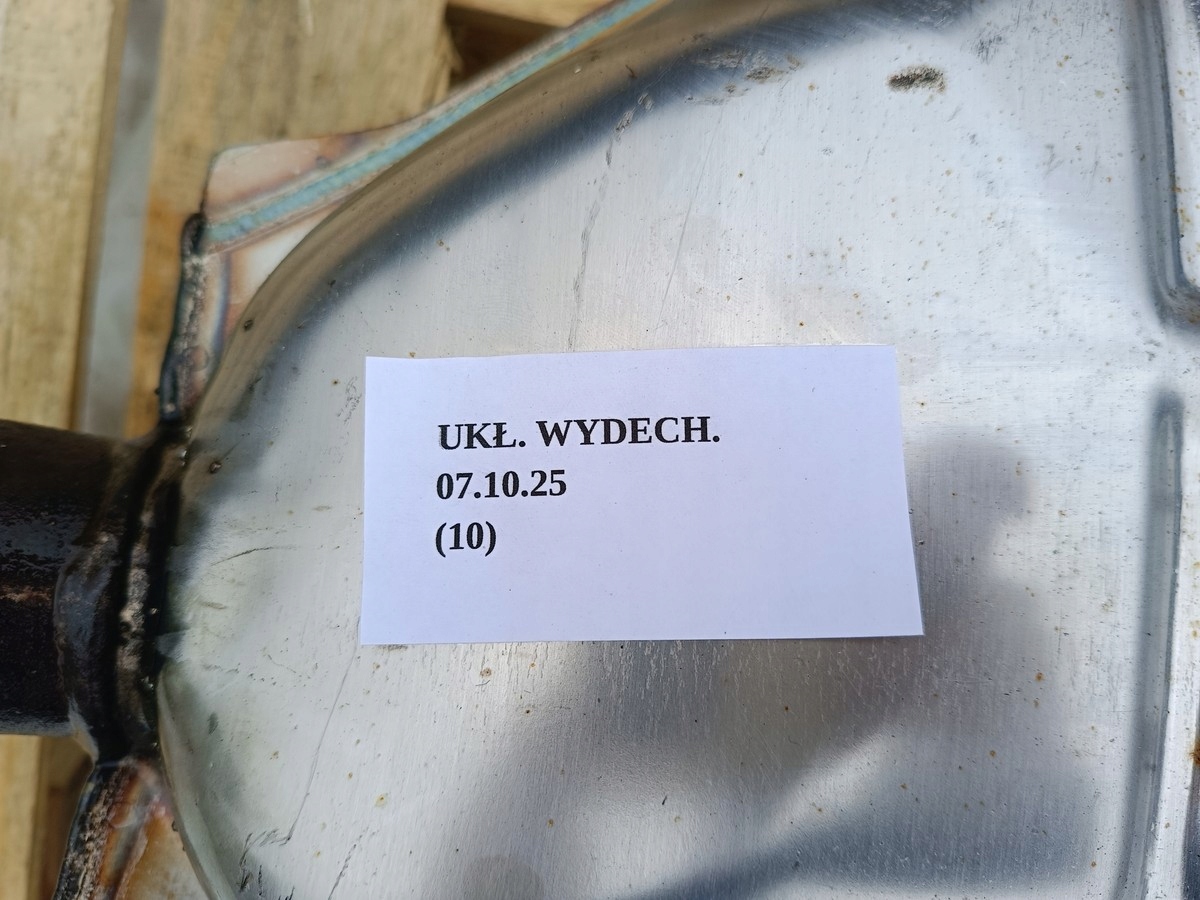 UKŁ. WYDECH.
07.10.25
(10)